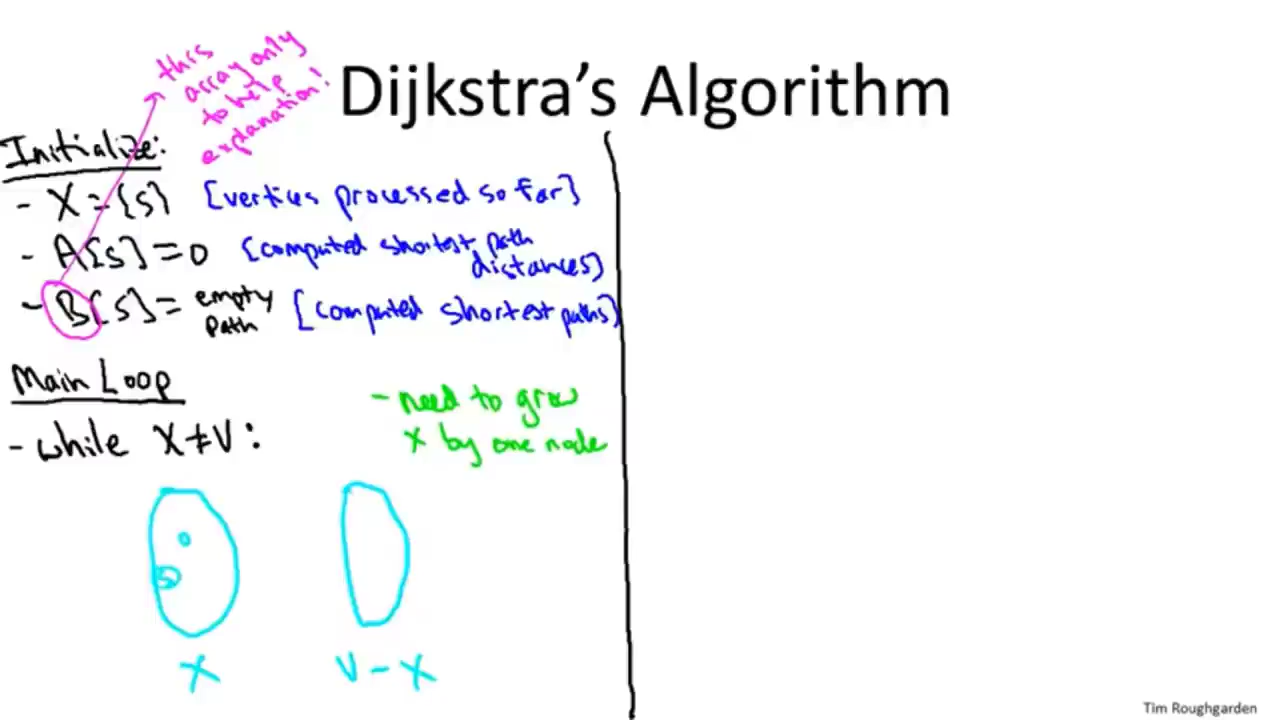 this
array only
to help
explanation!
Dijkstra's Algorithm
Initialize:
- X = {s} [vertices processed so far]
- A[s] = 0 [computed shortest path
distances]
- B[s] = empty
path [computed shortest paths]
Main Loop
- while X ≠ V:
- need to grow
X by one node
s
X
V - X
Tim Roughgarden